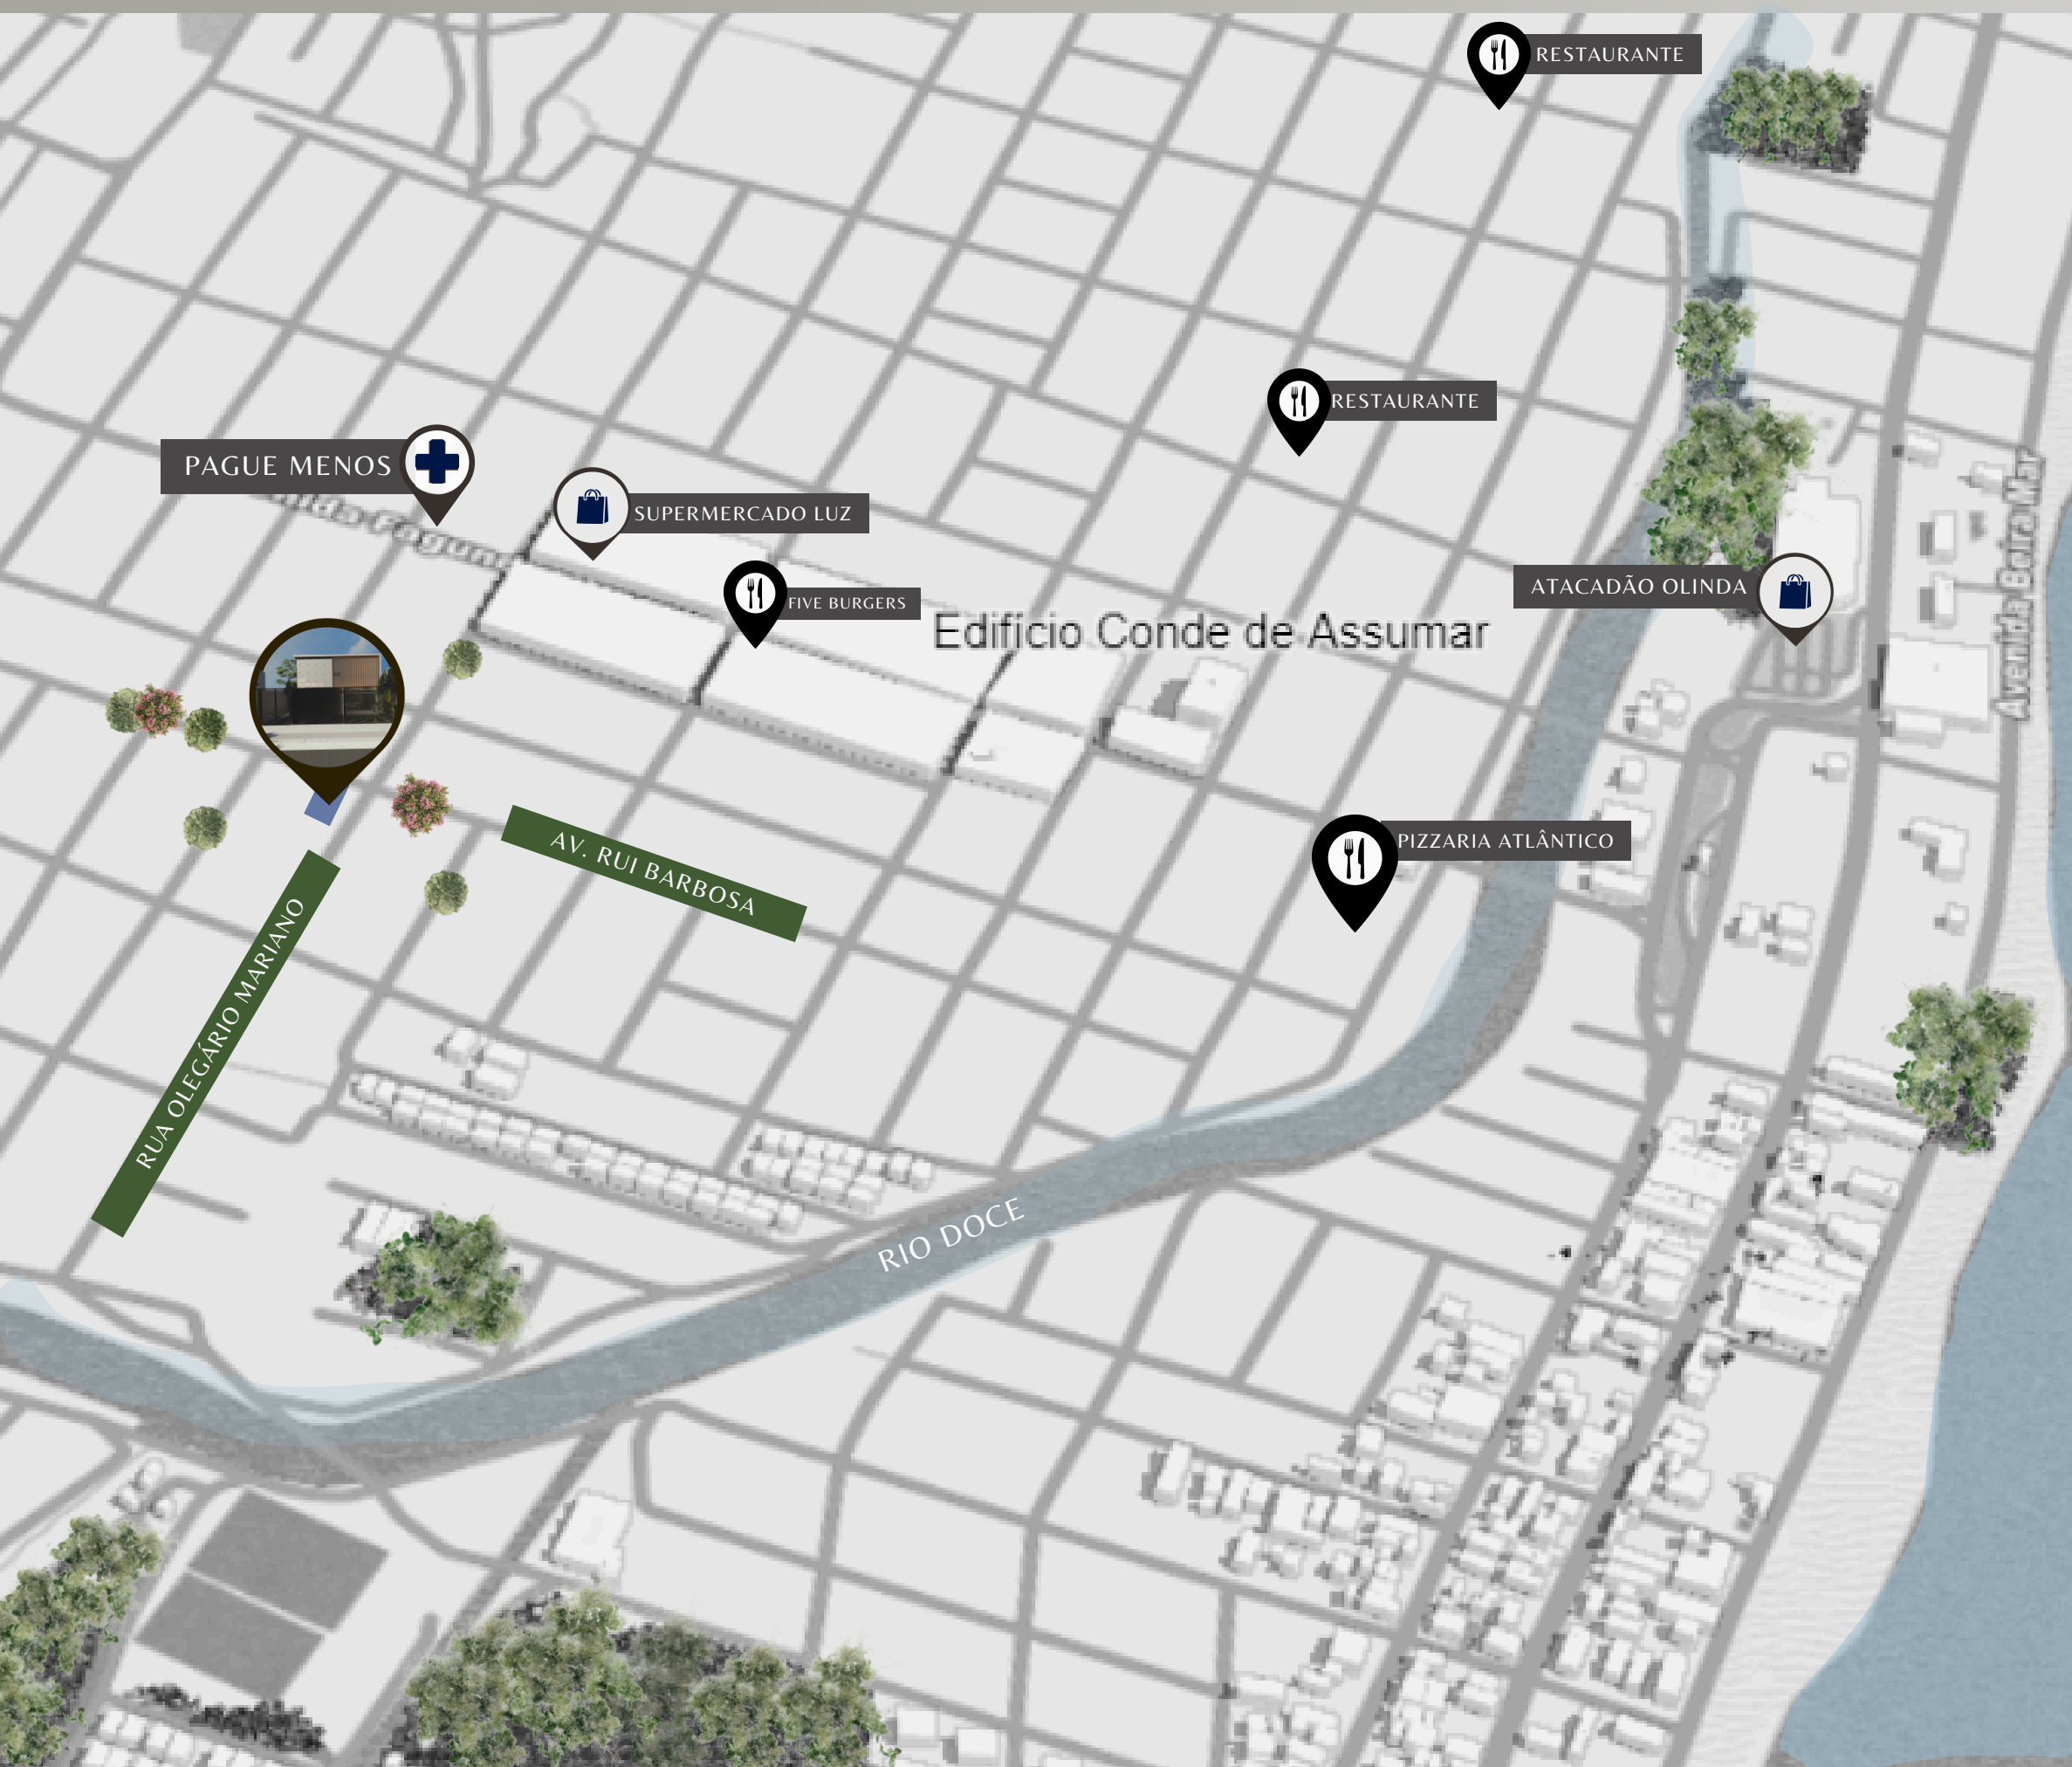 RESTAURANTE
RESTAURANTE
PAGUE MENOS
SUPERMERCADO LUZ
FIVE BURGERS
Edifício Conde de Assumar
ATACADÃO OLINDA
Avenida Beira Mar
PIZZARIA ATLÂNTICO
AV. RUI BARBOSA
RUA OLEGÁRIO MARIANO
RIO DOCE